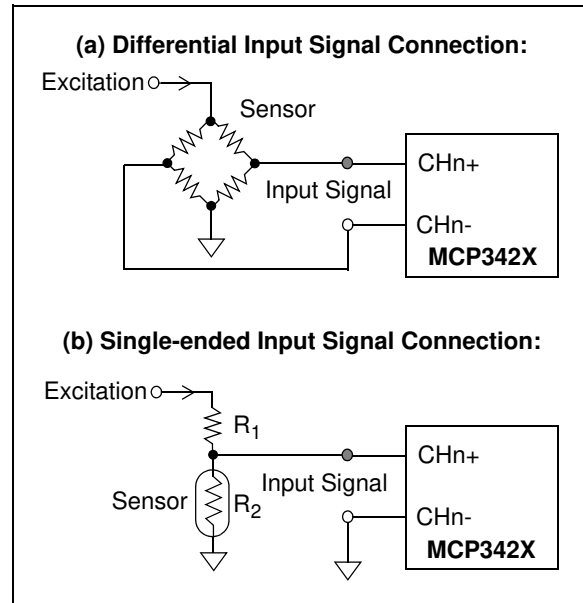 (a) Differential Input Signal Connection:
Excitation
Sensor
CHn+
Input Signal
CHn-
MCP342X
(b) Single-ended Input Signal Connection:
Excitation
R1
CHn+
Input Signal
Sensor
R2
CHn-
MCP342X